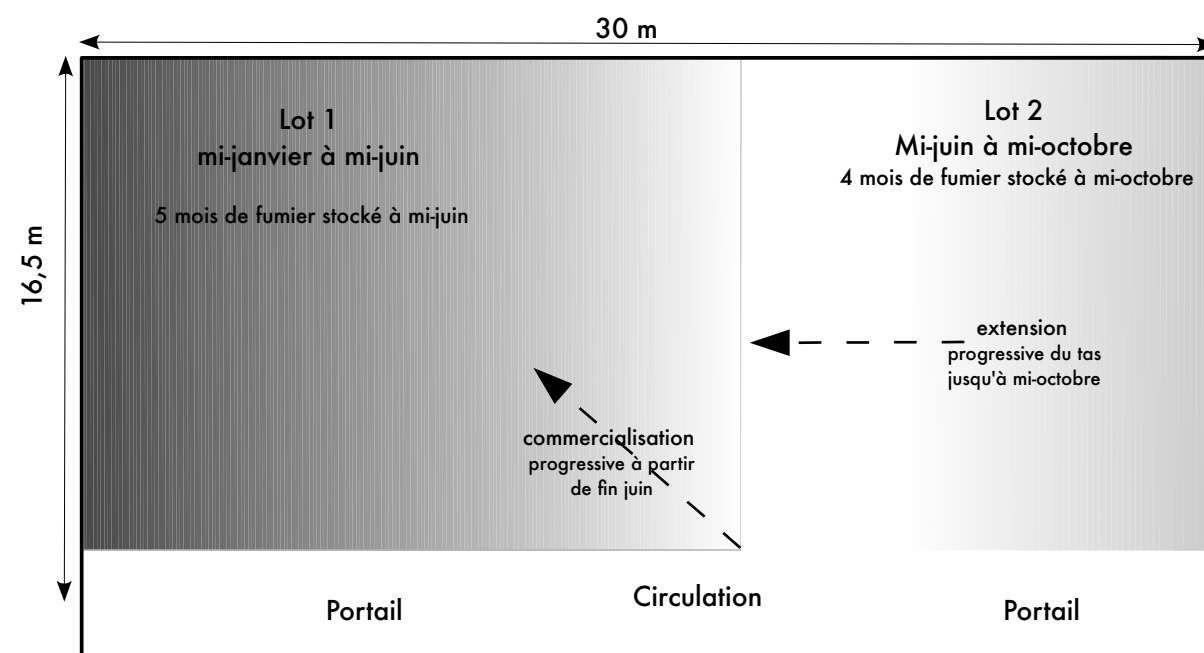 30 m
16,5 m
Lot 1
mi-janvier à mi-juin
5 mois de fumier stocké à mi-juin
Lot 2
Mi-juin à mi-octobre
4 mois de fumier stocké à mi-octobre
extension
progressive du tas
jusqu'à mi-octobre
commercialisation
progressive à partir
de fin juin
Portail
Circulation
Portail